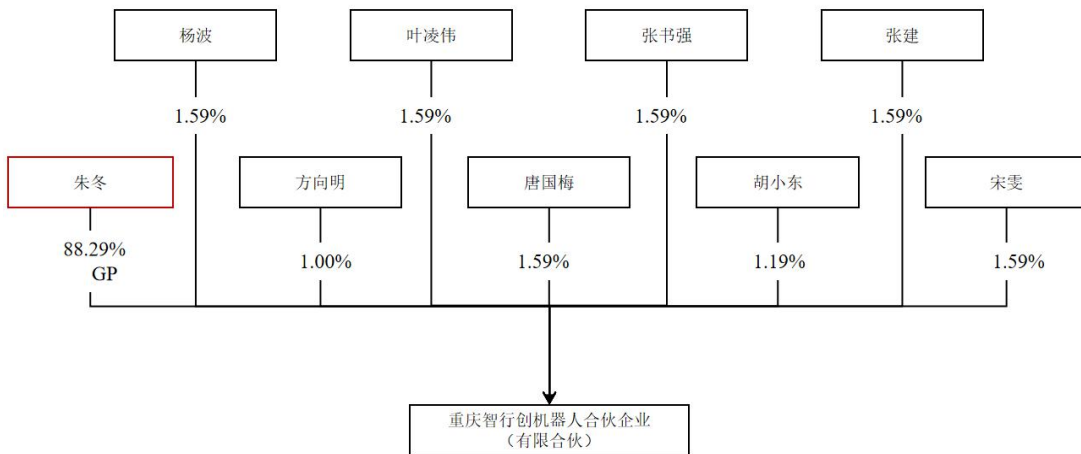 杨波
叶凌伟
张书强
张建
1.59%
1.59%
1.59%
1.59%
朱冬
方向明
唐国梅
胡小东
宋雯
88.29%
GP
1.00%
1.59%
1.19%
1.59%
重庆智行创机器人合伙企业
（有限合伙）